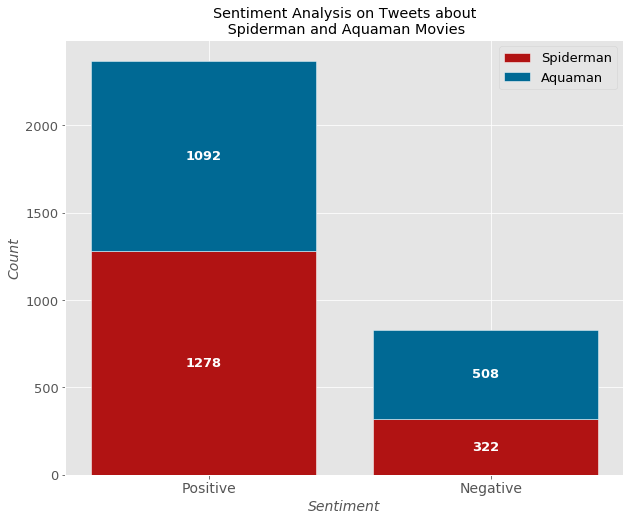 Sentiment Analysis on Tweets about
Spiderman and Aquaman Movies
Spiderman
Aquaman
2000
1500
1000
500
0
Count
1092
1278
508
322
Positive
Negative
Sentiment